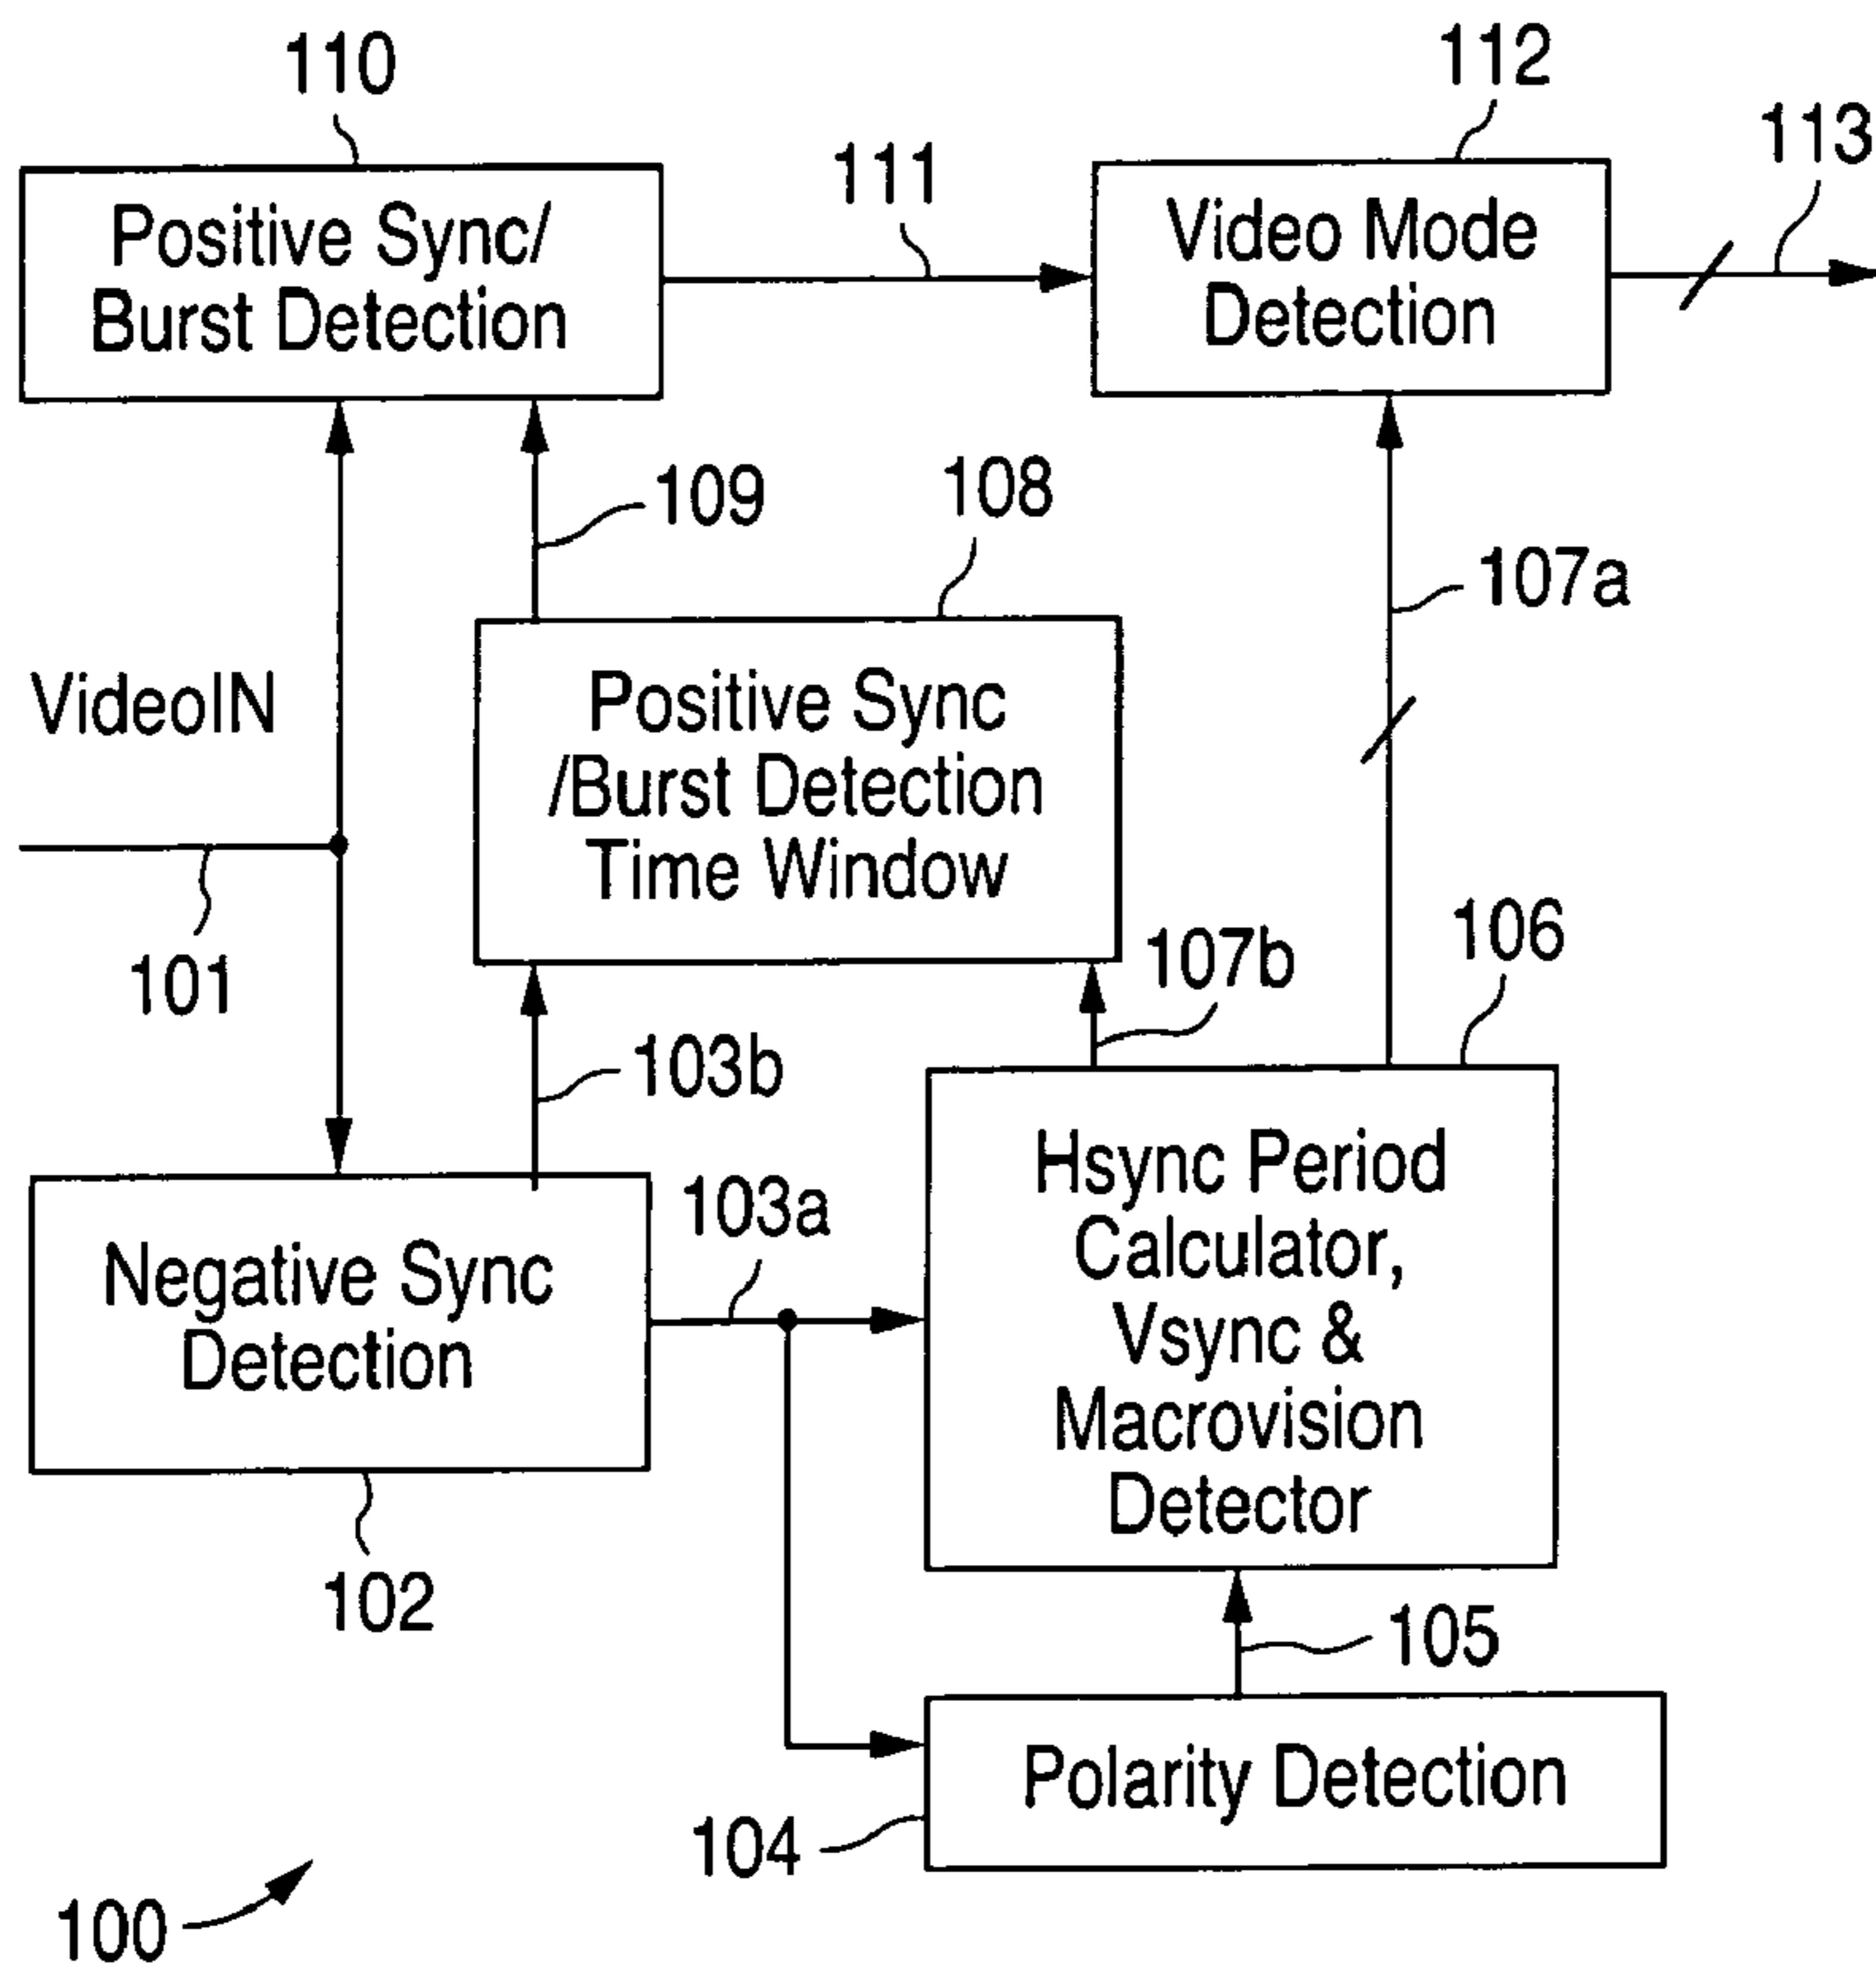 110
112
113
111
Positive Sync/
Burst Detection
Video Mode
Detection
109
108
107a
VideoIN
Positive Sync
/Burst Detection
Time Window
101
107b
106
103b
103a
Hsync Period
Calculator,
Vsync &
Macrovision
Detector
Negative Sync
Detection
102
105
Polarity Detection
104
100